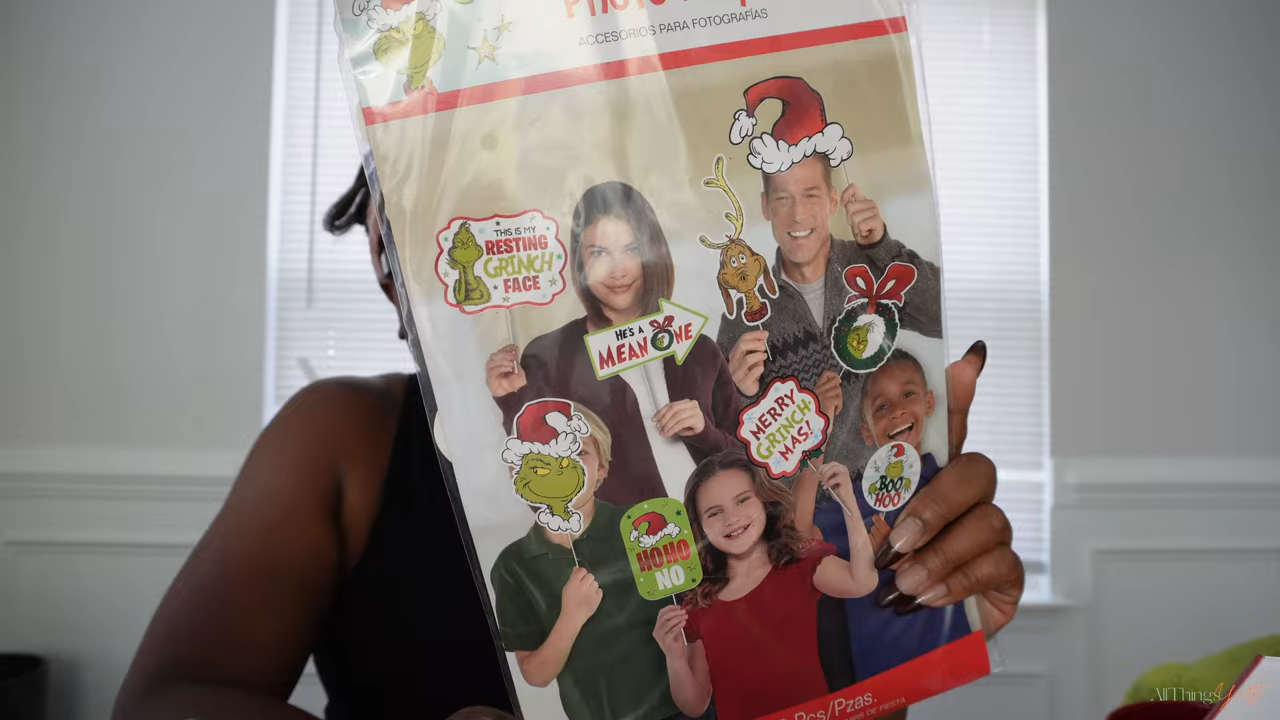 ACCESORIOS PARA FOTOGRAFÍAS
THIS IS MY
RESTING
GRINCH
FACE
HE'S A
MEAN ONE
MERRY
GRINCH
MAS!
BOO
HOO
HO HO
NO
Pcs/Pzas.